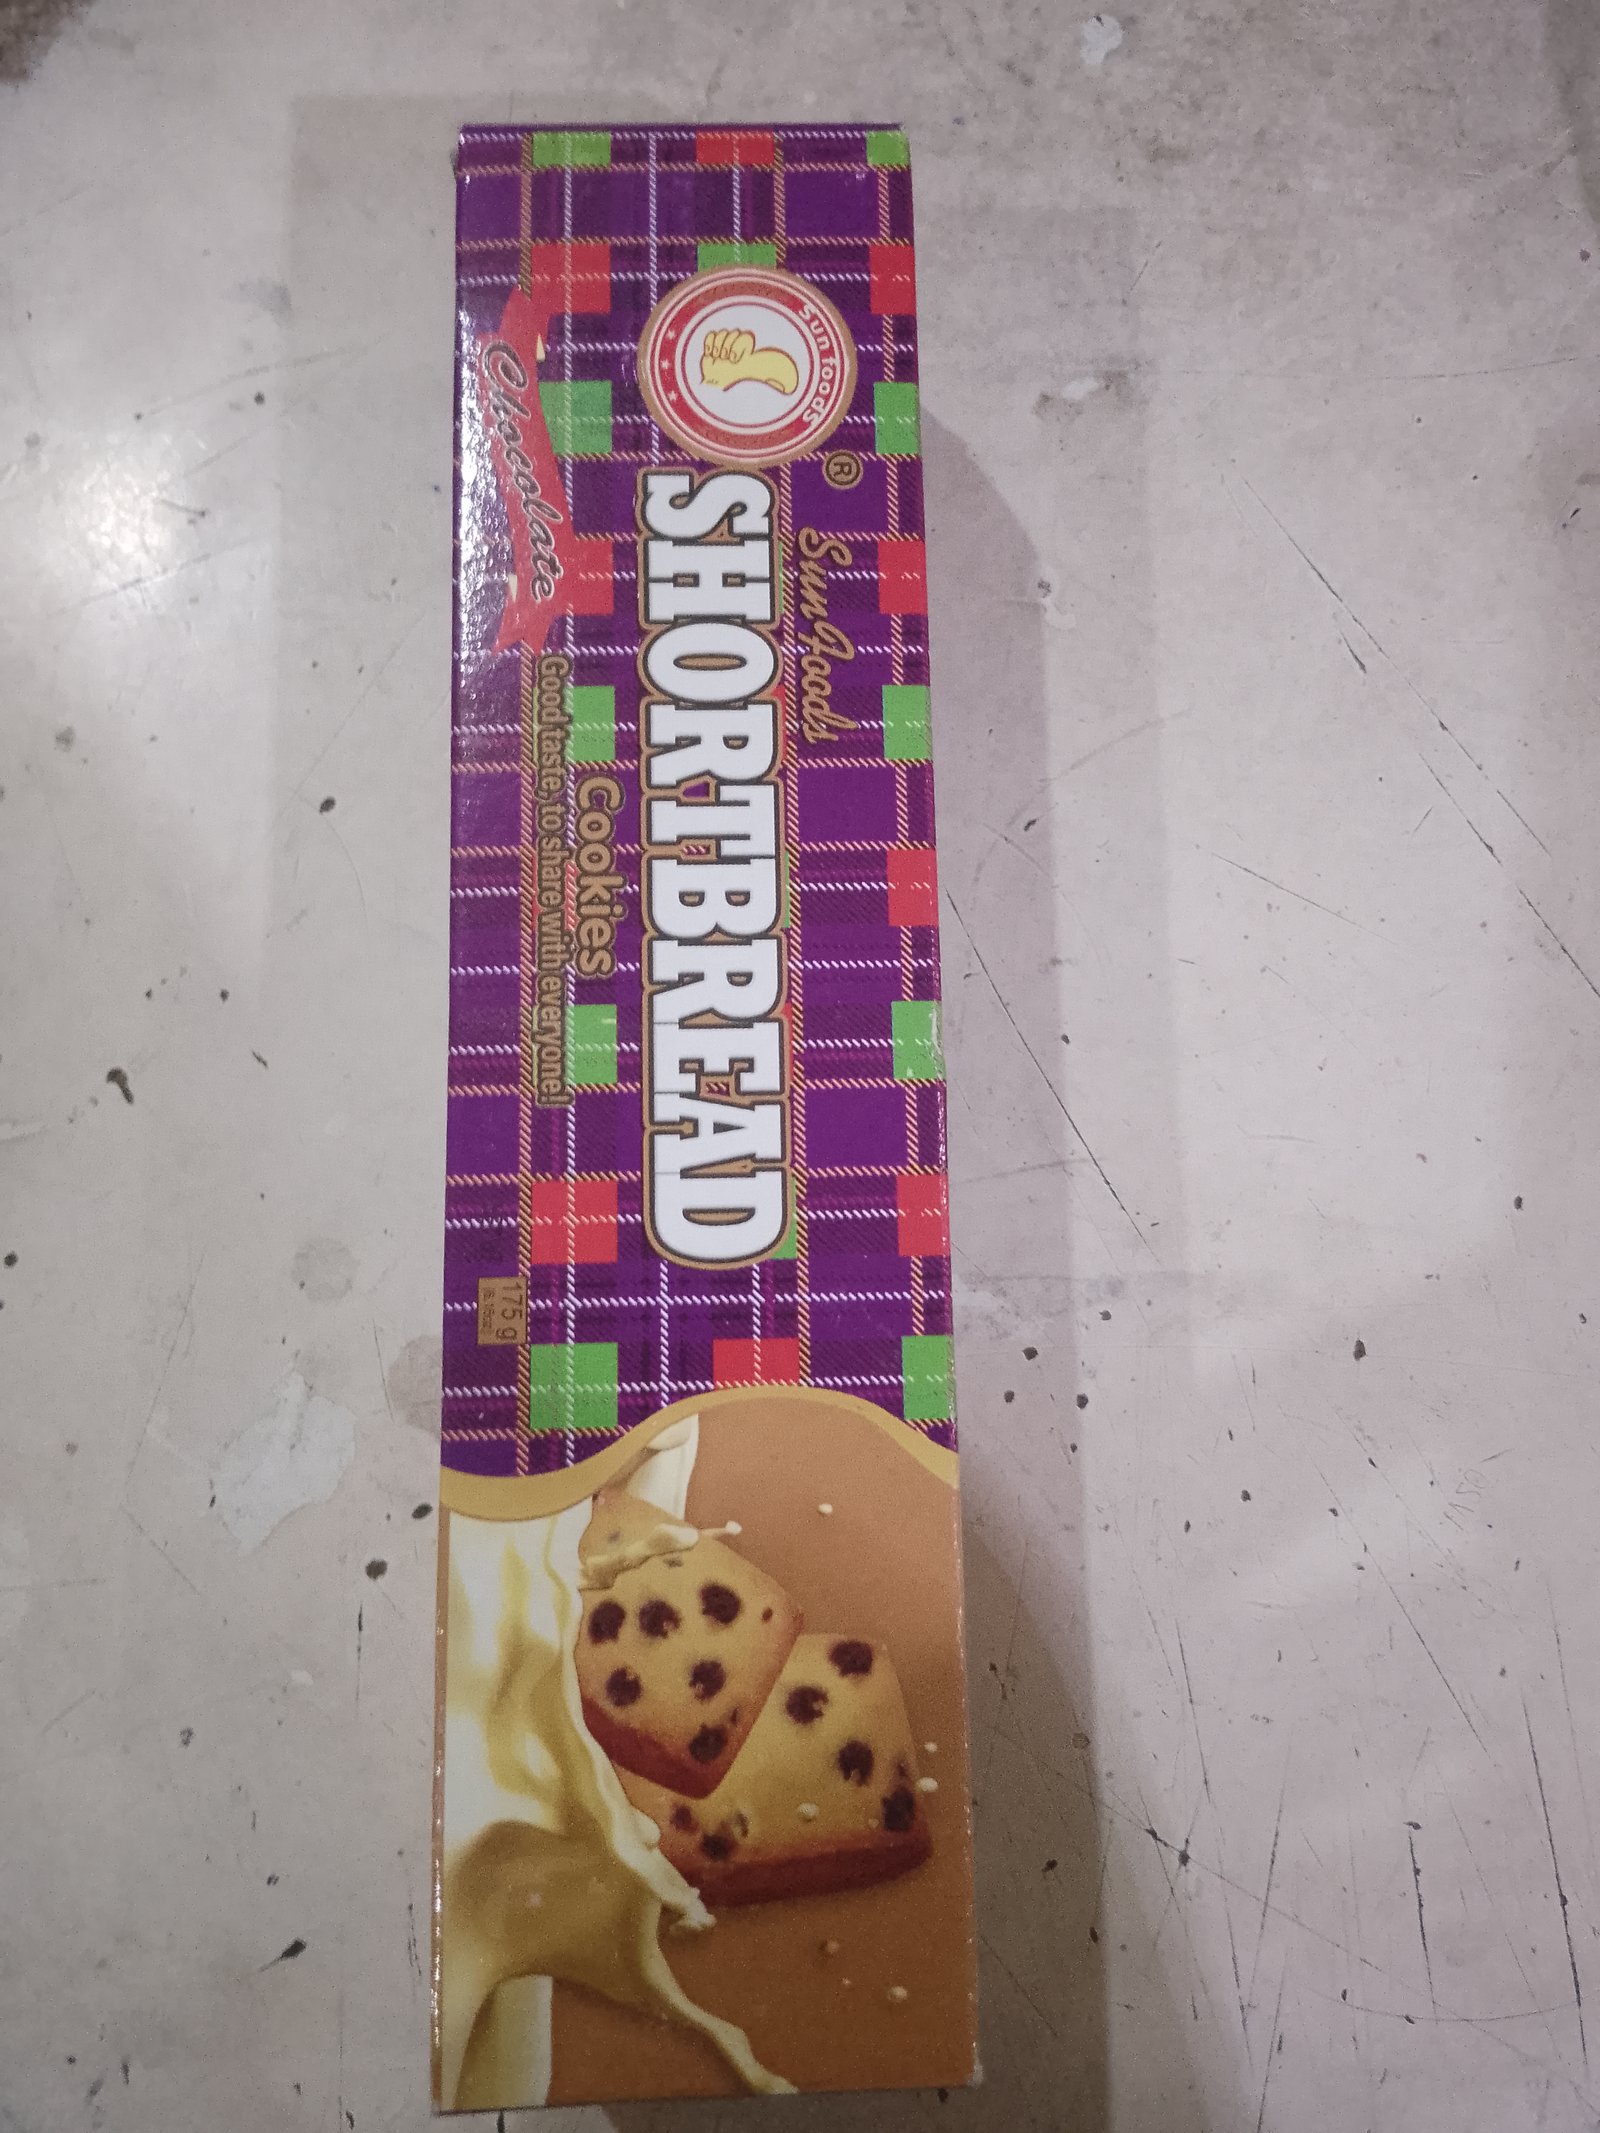 Sun foods
®
Sun Foods
SHORTBREAD
Cookies
Good taste, to share with everyone!
Chocolate
175 g